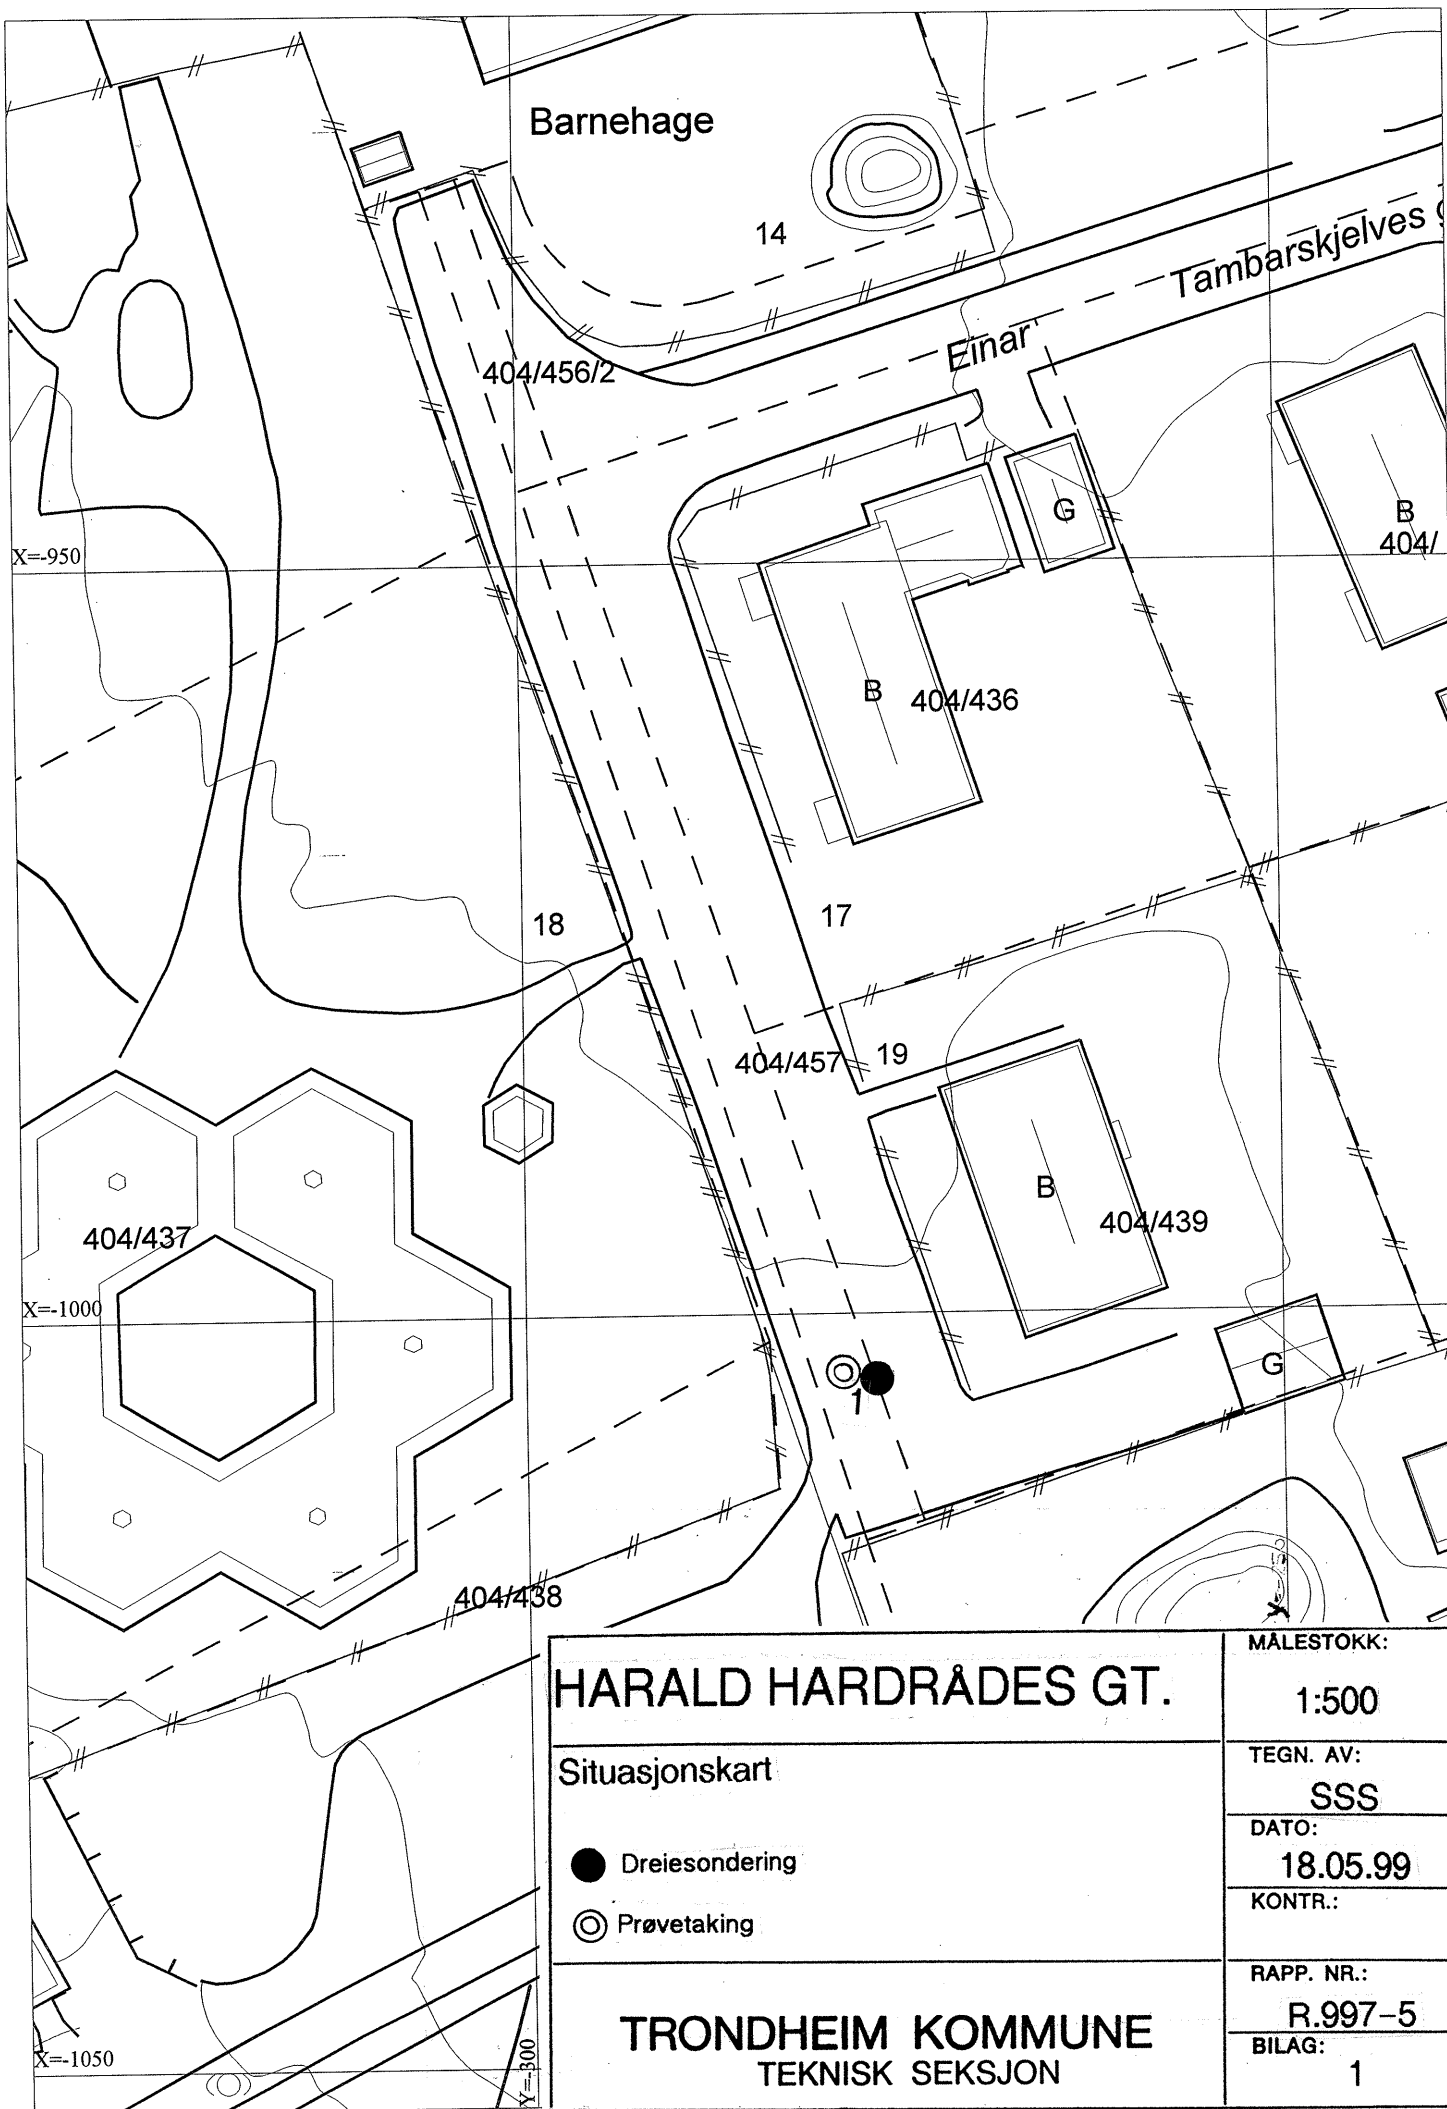 Barnehage
14
Tambarskjelves g
Einar
404/456/2
G
B
404/
X=-950
B
404/436
18
17
404/457
19
B
404/439
404/437
X=-1000
G
1
404/438
HARALD HARDRÅDES GT.
MÅLESTOKK:
1:500
Situasjonskart
TEGN. AV:
SSS
DATO:
18.05.99
Dreiesondering
KONTR.:
Prøvetaking
RAPP. NR.:
R.997-5
TRONDHEIM KOMMUNE
TEKNISK SEKSJON
BILAG:
1
X=-1050
Y=-300